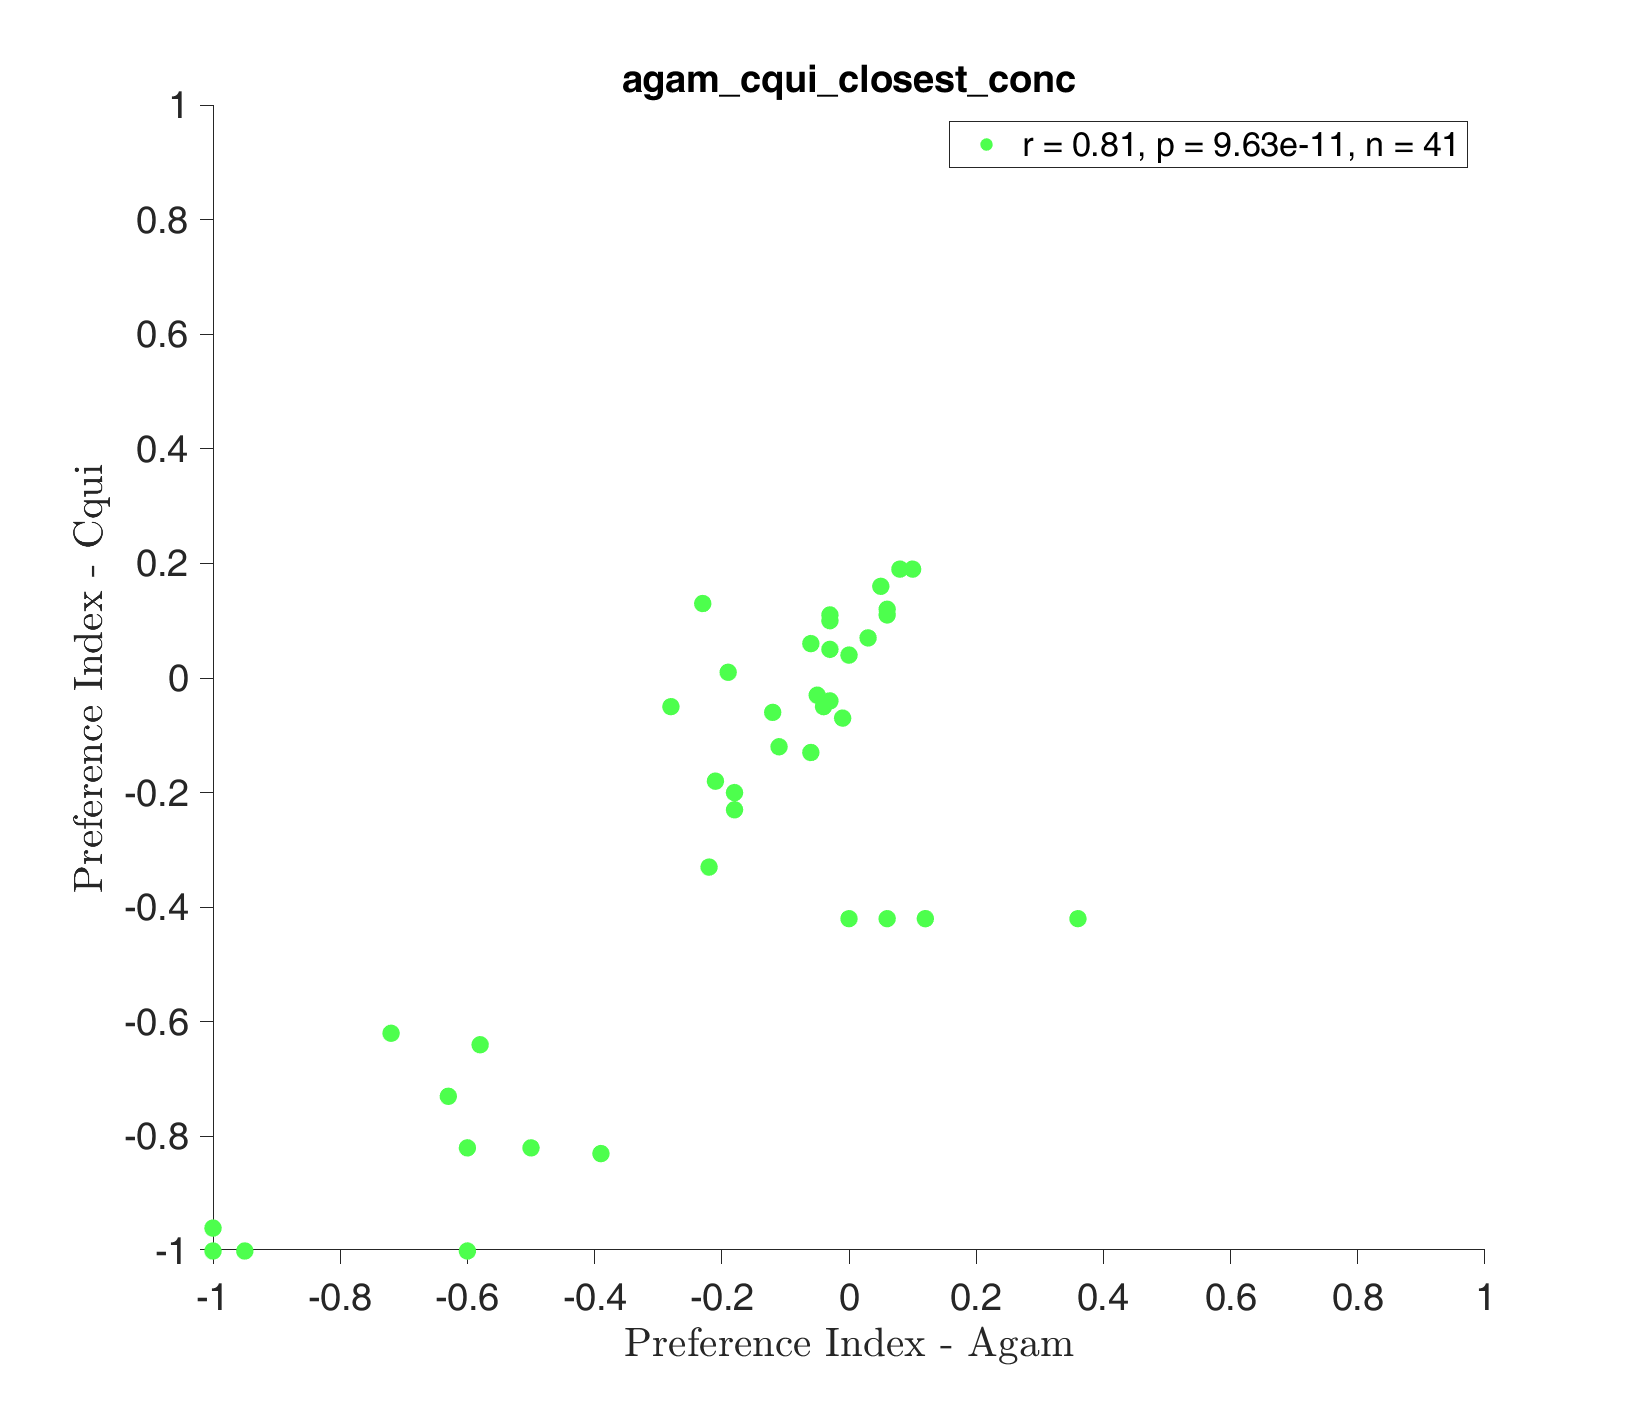 agam_cqui_closest_conc
r = 0.81, p = 9.63e-11, n = 41
1
0.8
0.6
0.4
0.2
0
-0.2
-0.4
-0.6
-0.8
-1
Preference Index - Cqui
-1 -0.8 -0.6 -0.4 -0.2 0 0.2 0.4 0.6 0.8 1
Preference Index - Agam